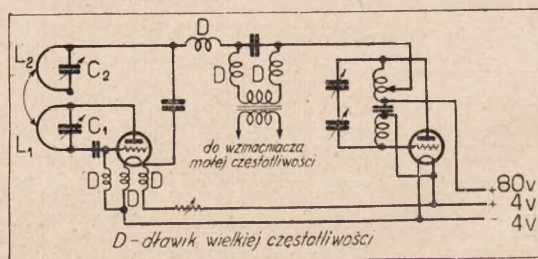 D
L₂
C₂
D D
C₁
L₁
do wzmacniacza
małej częstotliwości
D D D
80v
+
+ 4v
- 4v
D-dławik wielkiej częstotliwości